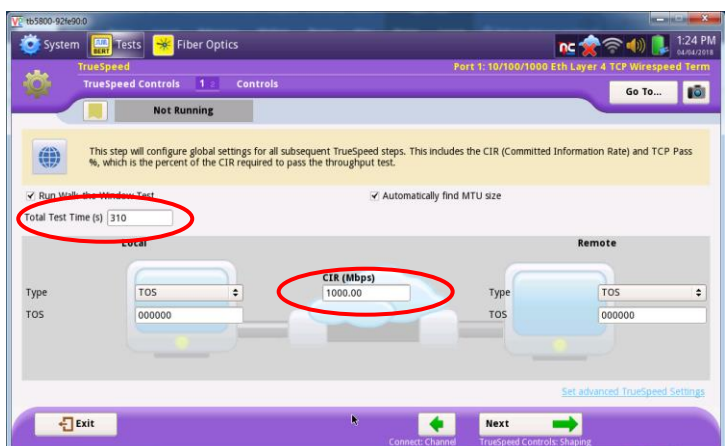 tb5800-92fe90:0
System Tests Fiber Optics 1:24 PM
04/04/2018
TrueSpeed Port 1: 10/100/1000 Eth Layer 4 TCP Wirespeed Term
TrueSpeed Controls 1 Controls
Go To...
Not Running
This step will configure global settings for all subsequent TrueSpeed steps. This includes the CIR (Committed Information Rate) and TCP Pass
%, which is the percent of the CIR required to pass the throughput test.
Run Walk-the-Window Test Automatically find MTU size
Total Test Time (s) 310
Local Remote
CIR (Mbps)
Type TOS 1000.00 Type TOS
TOS 000000 TOS 000000
Set advanced TrueSpeed Settings
Exit Next
Connect: Channel TrueSpeed Controls: Shaping